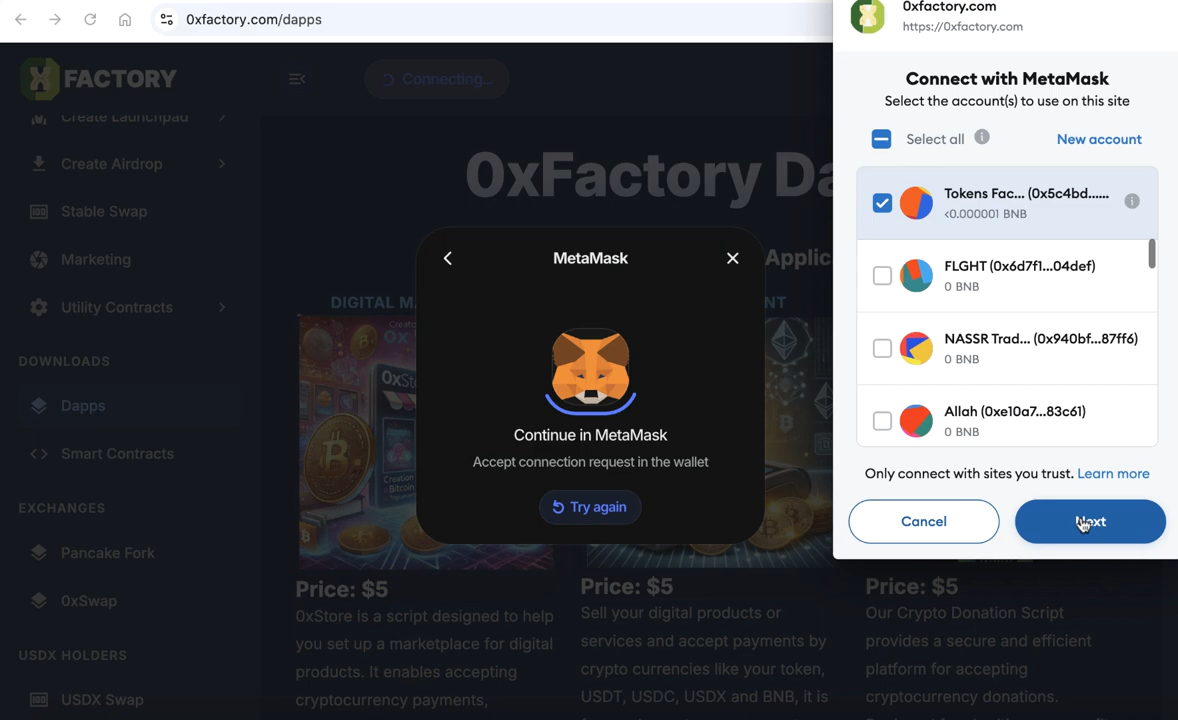 0xfactory.com/dapps
0xfactory.com
https://0xfactory.com
FACTORY
Connecting...
Connect with MetaMask
Select the account(s) to use on this site
Select all
New account
Create Launchpad
Create Airdrop
Stable Swap
Marketing
Utility Contracts
DOWNLOADS
Dapps
Smart Contracts
EXCHANGES
Pancake Fork
0xSwap
USDX HOLDERS
USDX Swap
0xFactory Da
Applic
DIGITAL MA
NT
MetaMask
Continue in MetaMask
Accept connection request in the wallet
Try again
Tokens Fac... (0x5c4bd......
<0.000001 BNB
FLGHT (0x6d7f1...04def)
0 BNB
NASSR Trad... (0x940bf...87ff6)
0 BNB
Allah (0xe10a7...83c61)
0 BNB
Only connect with sites you trust. Learn more
Cancel
Next
Price: $5
0xStore is a script designed to help
you set up a marketplace for digital
products. It enables accepting
cryptocurrency payments,
Price: $5
Sell your digital products or
services and accept payments by
crypto currencies like your token,
USDT, USDC, USDX and BNB, it is
Price: $5
Our Crypto Donation Script
provides a secure and efficient
platform for accepting
cryptocurrency donations.